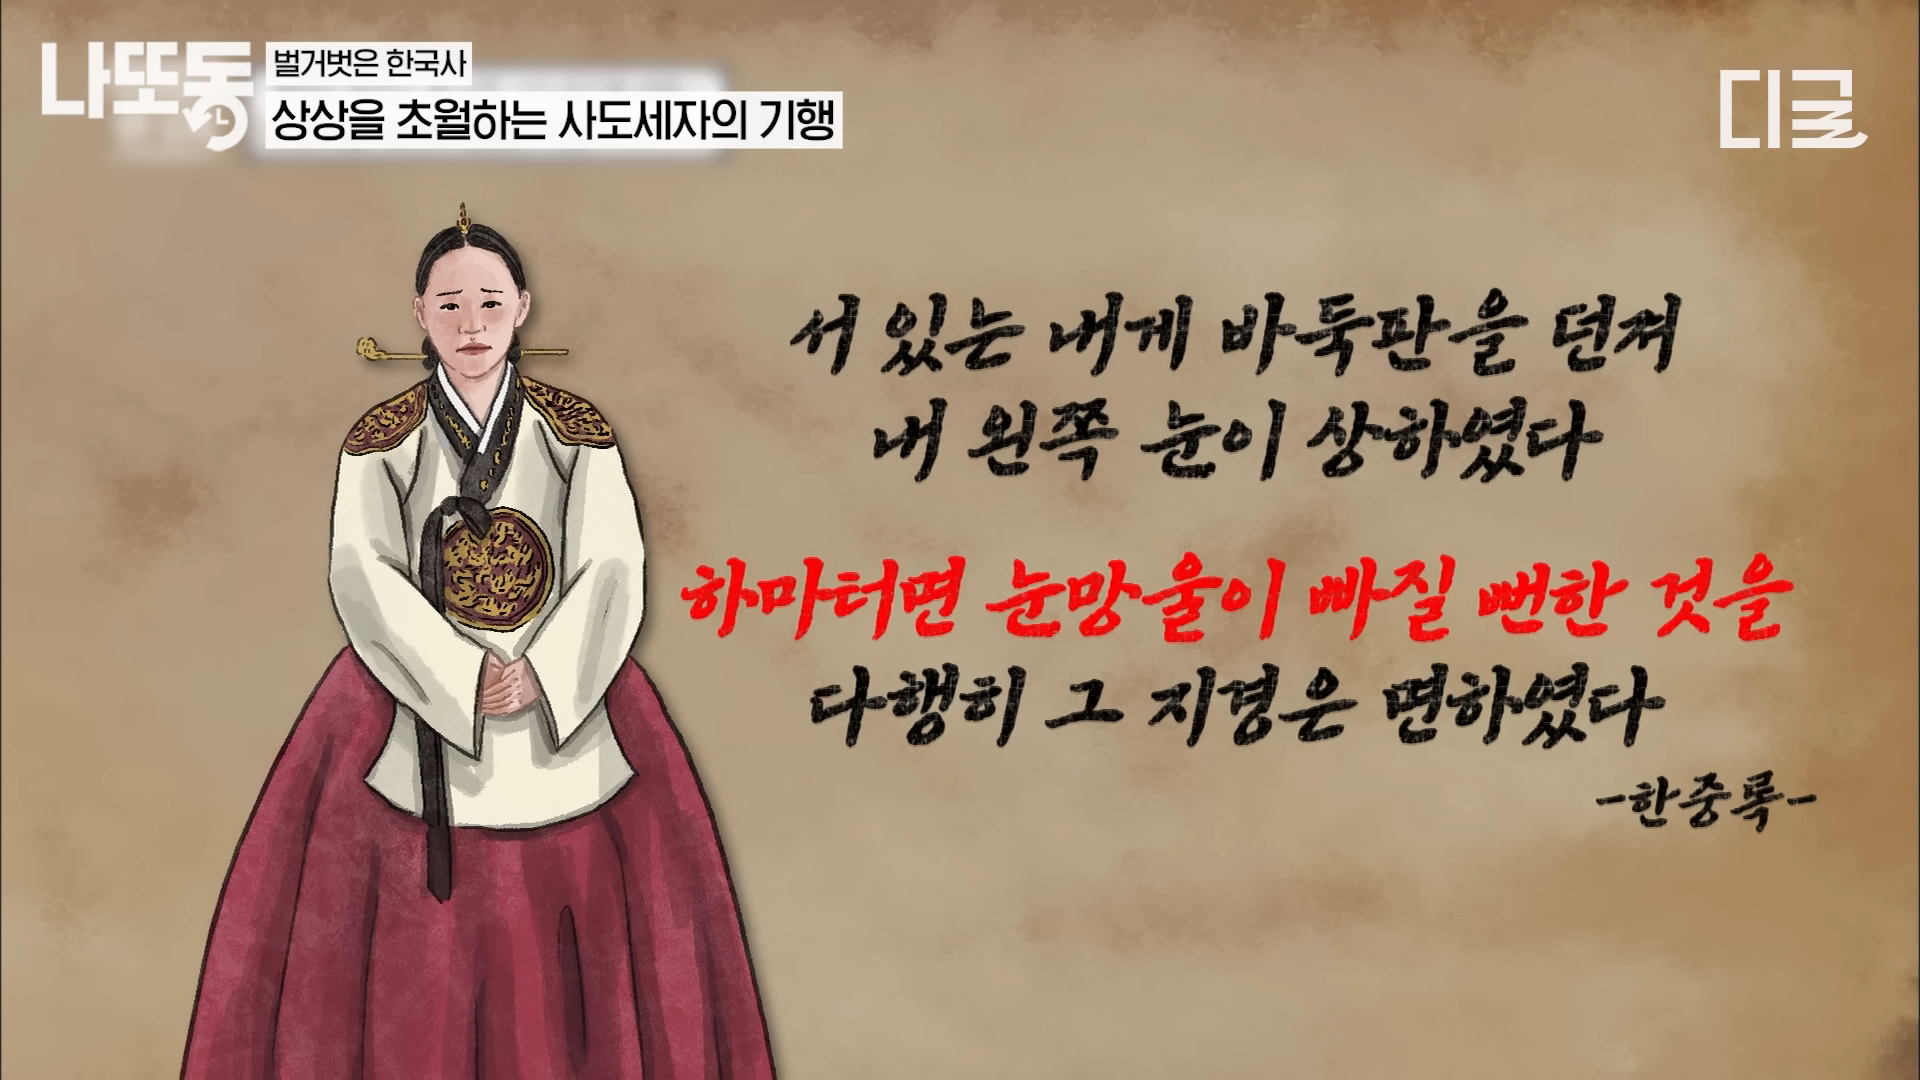 나또동
벌거벗은 한국사
상상을 초월하는 사도세자의 기행
디글
서 있는 내게 바둑판을 던져
내 왼쪽 눈이 상하였다
하마터면 눈망울이 빠질 뻔한 것을
다행히 그 지경은 면하였다
-한중록-